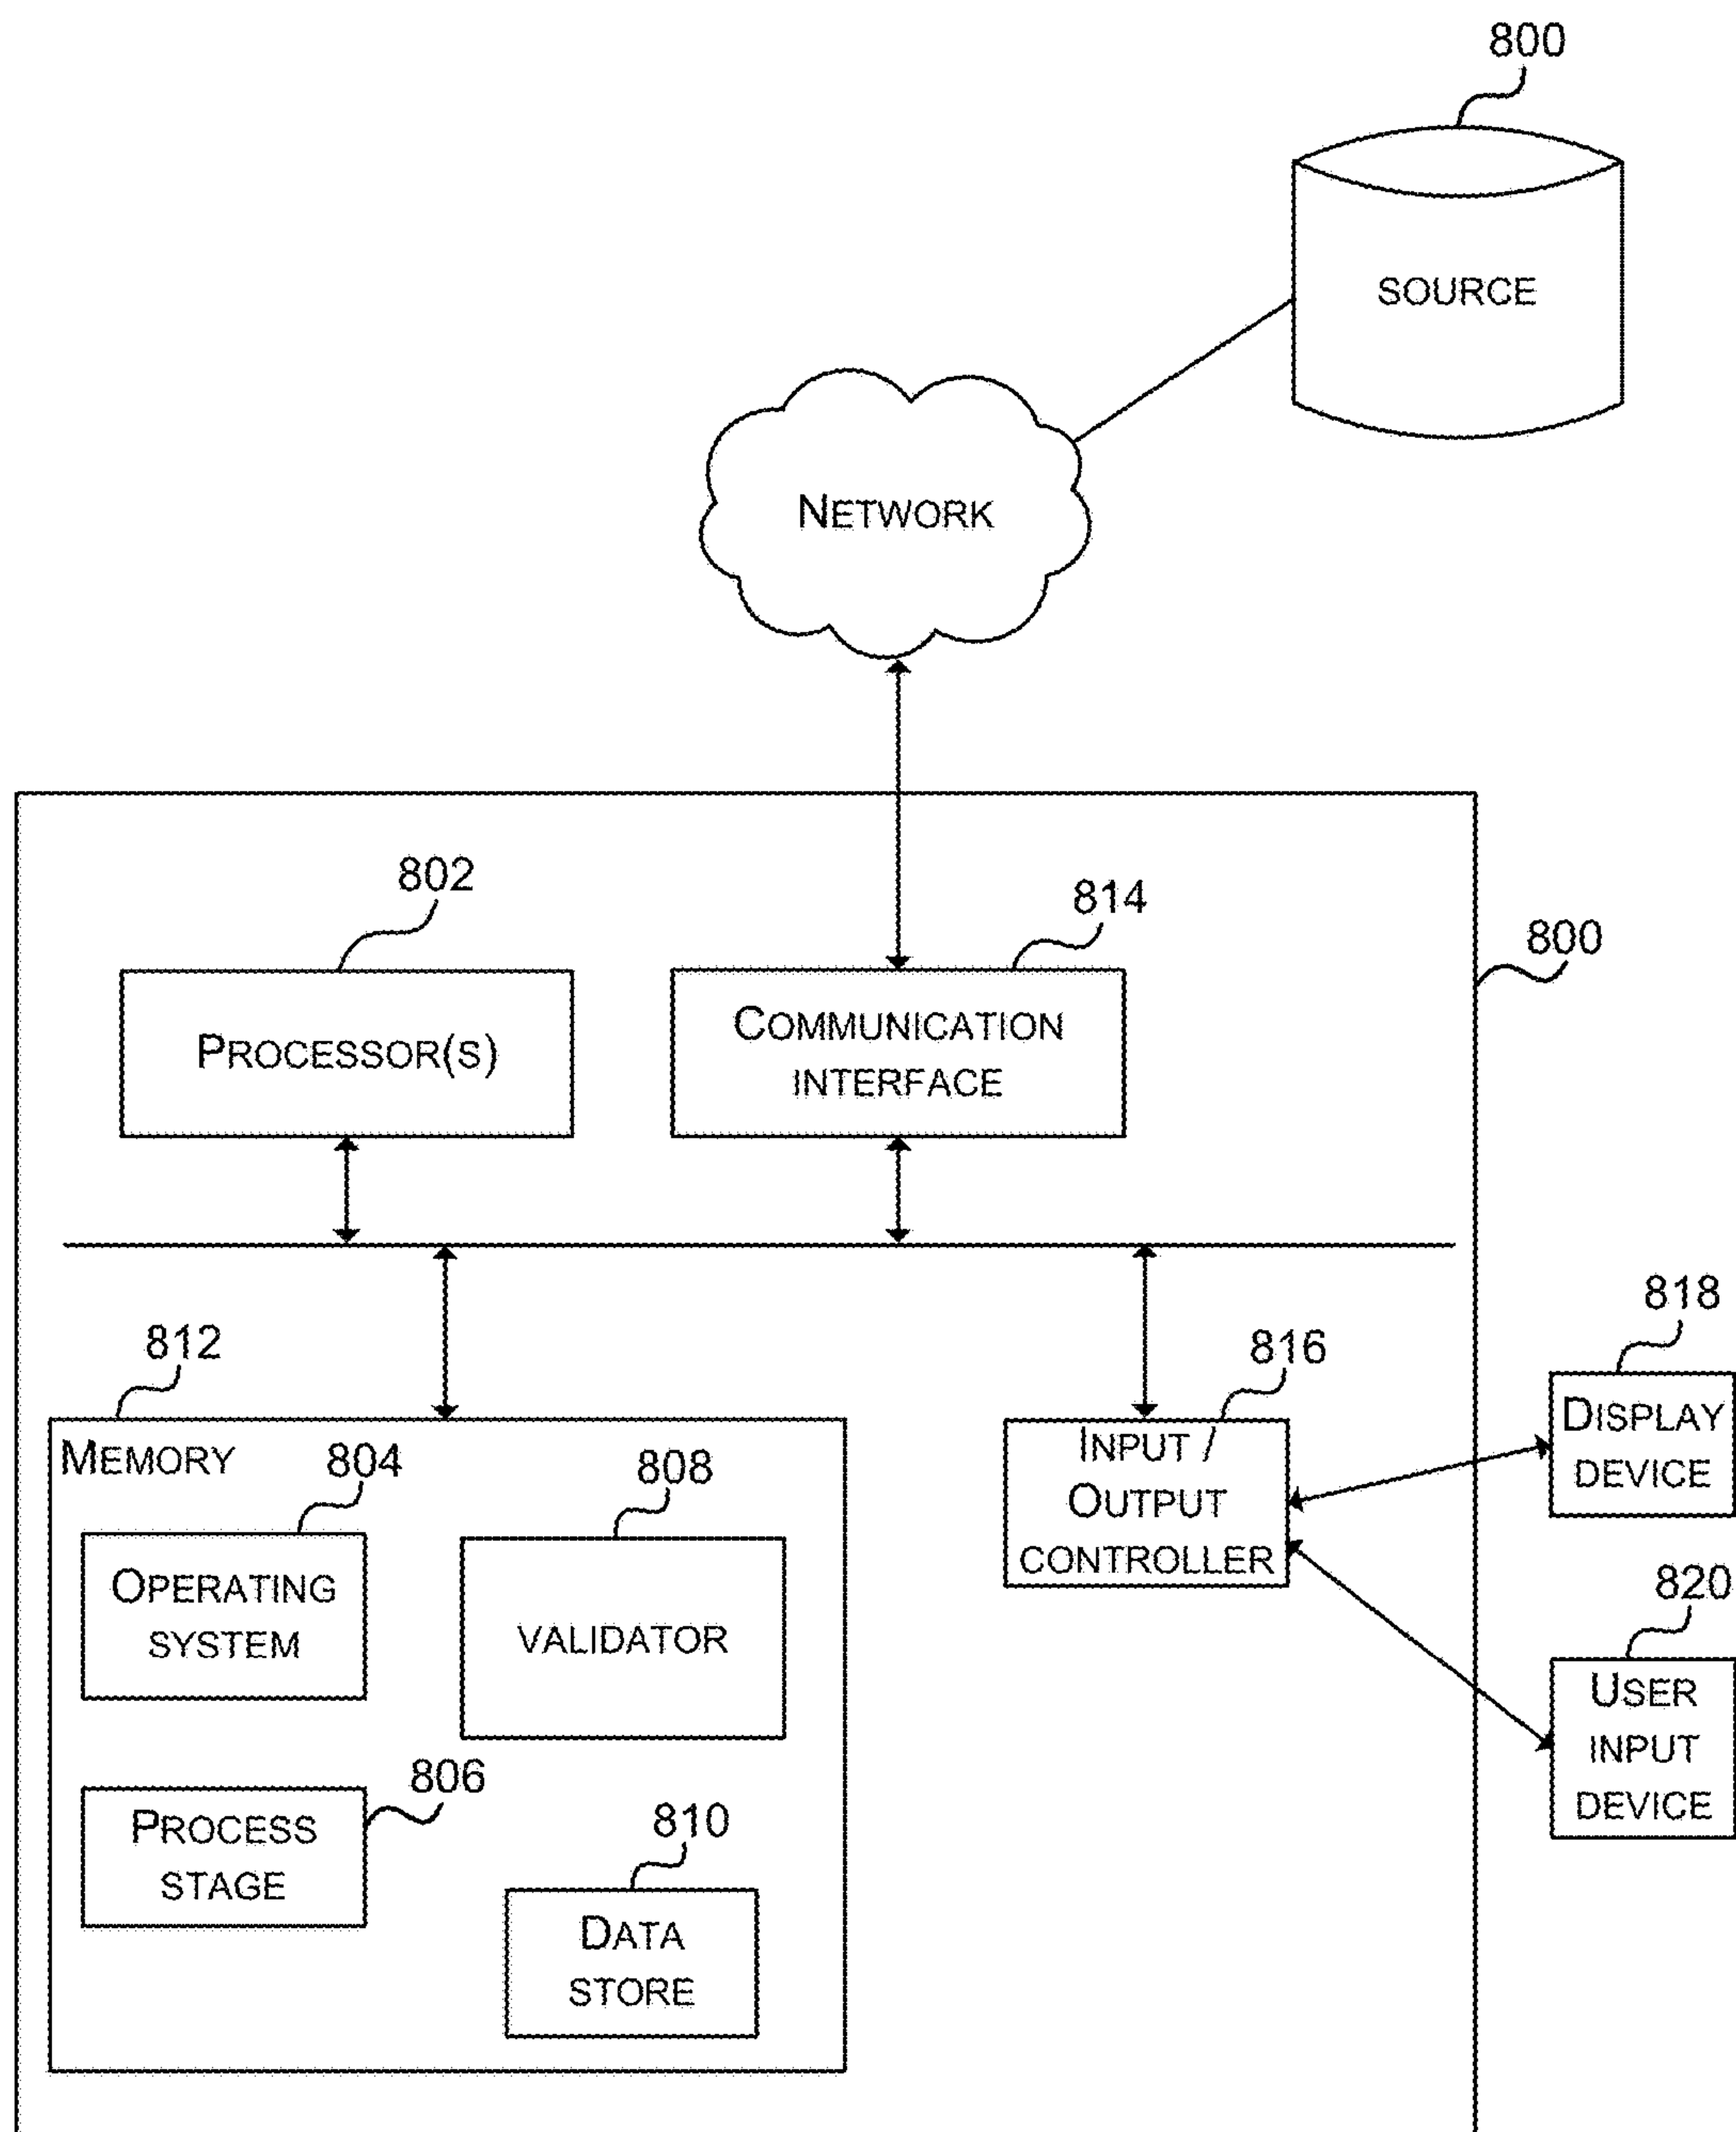 800
SOURCE
NETWORK
802
814
800
PROCESSOR(S)
COMMUNICATION
INTERFACE
812
816
818
MEMORY
804
808
INPUT /
OUTPUT
CONTROLLER
DISPLAY
DEVICE
OPERATING
SYSTEM
VALIDATOR
820
USER
INPUT
DEVICE
806
PROCESS
STAGE
810
DATA
STORE